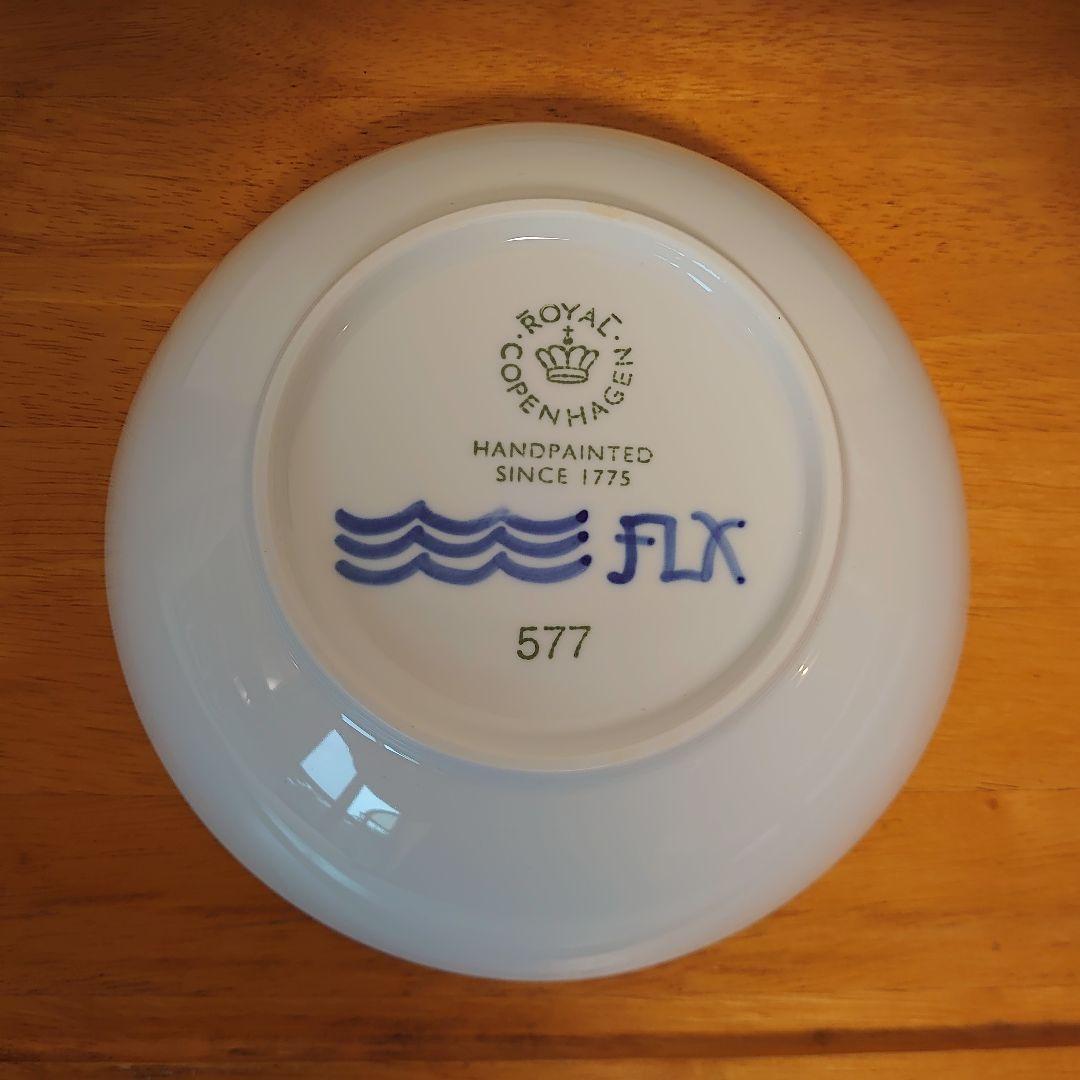 ROYAL
COPENHAGEN
HANDPAINTED
SINCE 1775
FLX
577